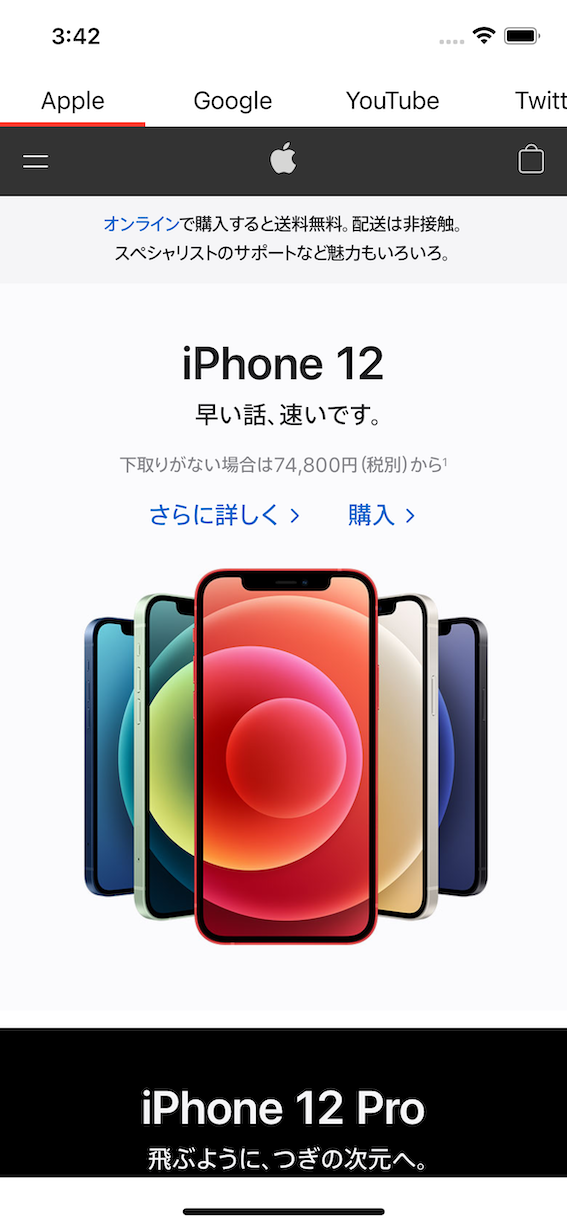 3:42
Apple Google YouTube Twitt
オンラインで購入すると送料無料。配送は非接触。
スペシャリストのサポートなど魅力もいろいろ。
iPhone 12
早い話、速いです。
下取りがない場合は74,800円(税別)から¹
さらに詳しく > 購入 >
iPhone 12 Pro
飛ぶように、つぎの次元へ。